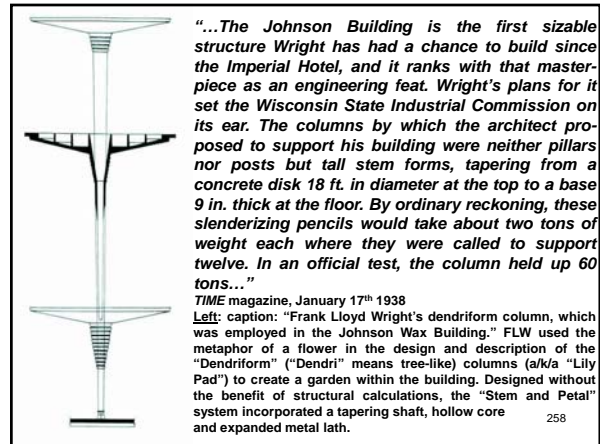 “…The Johnson Building is the first sizable
structure Wright has had a chance to build since
the Imperial Hotel, and it ranks with that master-
piece as an engineering feat. Wright’s plans for it
set the Wisconsin State Industrial Commission on
its ear. The columns by which the architect pro-
posed to support his building were neither pillars
nor posts but tall stem forms, tapering from a
concrete disk 18 ft. in diameter at the top to a base
9 in. thick at the floor. By ordinary reckoning, these
slenderizing pencils would take about two tons of
weight each where they were called to support
twelve. In an official test, the column held up 60
tons…”
TIME magazine, January 17th 1938
Left: caption: “Frank Lloyd Wright’s dendriform column, which
was employed in the Johnson Wax Building.” FLW used the
metaphor of a flower in the design and description of the
“Dendriform” (“Dendri” means tree-like) columns (a/k/a “Lily
Pad”) to create a garden within the building. Designed without
the benefit of structural calculations, the “Stem and Petal”
system incorporated a tapering shaft, hollow core
and expanded metal lath.
258